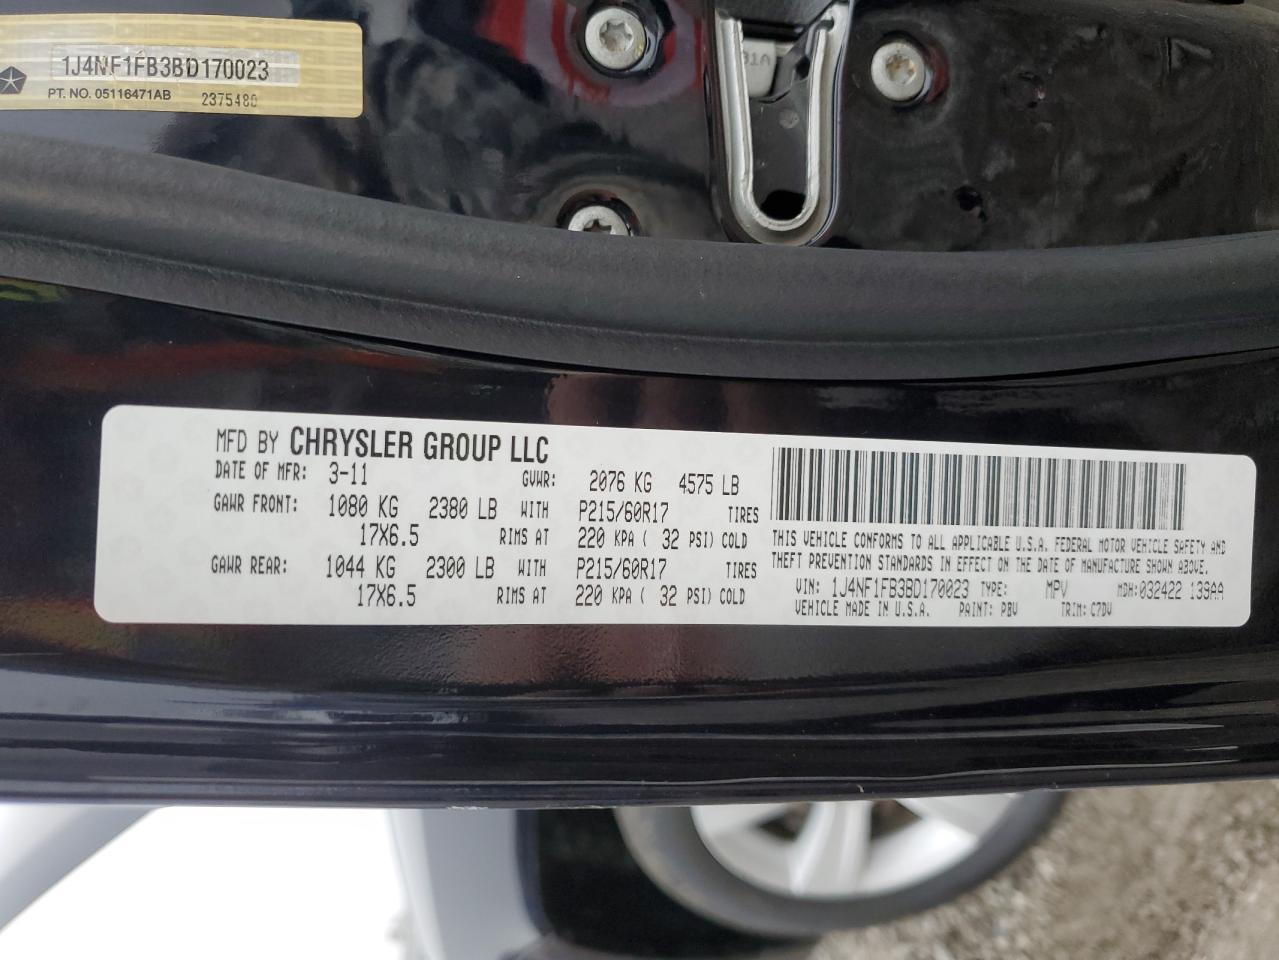 1J4NF1FB3BD170023
PT. NO. 05116471AB 2375480
01A
MFD BY CHRYSLER GROUP LLC
DATE OF MFR: 3-11 GVWR: 2076 KG 4575 LB
GAWR FRONT: 1080 KG 2380 LB WITH P215/60R17 TIRES
17X6.5 RIMS AT 220 KPA ( 32 PSI) COLD
GAWR REAR: 1044 KG 2300 LB WITH P215/60R17 TIRES
17X6.5 RIMS AT 220 KPA ( 32 PSI) COLD
THIS VEHICLE CONFORMS TO ALL APPLICABLE U.S.A. FEDERAL MOTOR VEHICLE SAFETY AND
THEFT PREVENTION STANDARDS IN EFFECT ON THE DATE OF MANUFACTURE SHOWN ABOVE.
VIN: 1J4NF1FB3BD170023 TYPE: MPV MDH:032422 139AA
VEHICLE MADE IN U.S.A. PAINT: PBV TRIM: C7DV